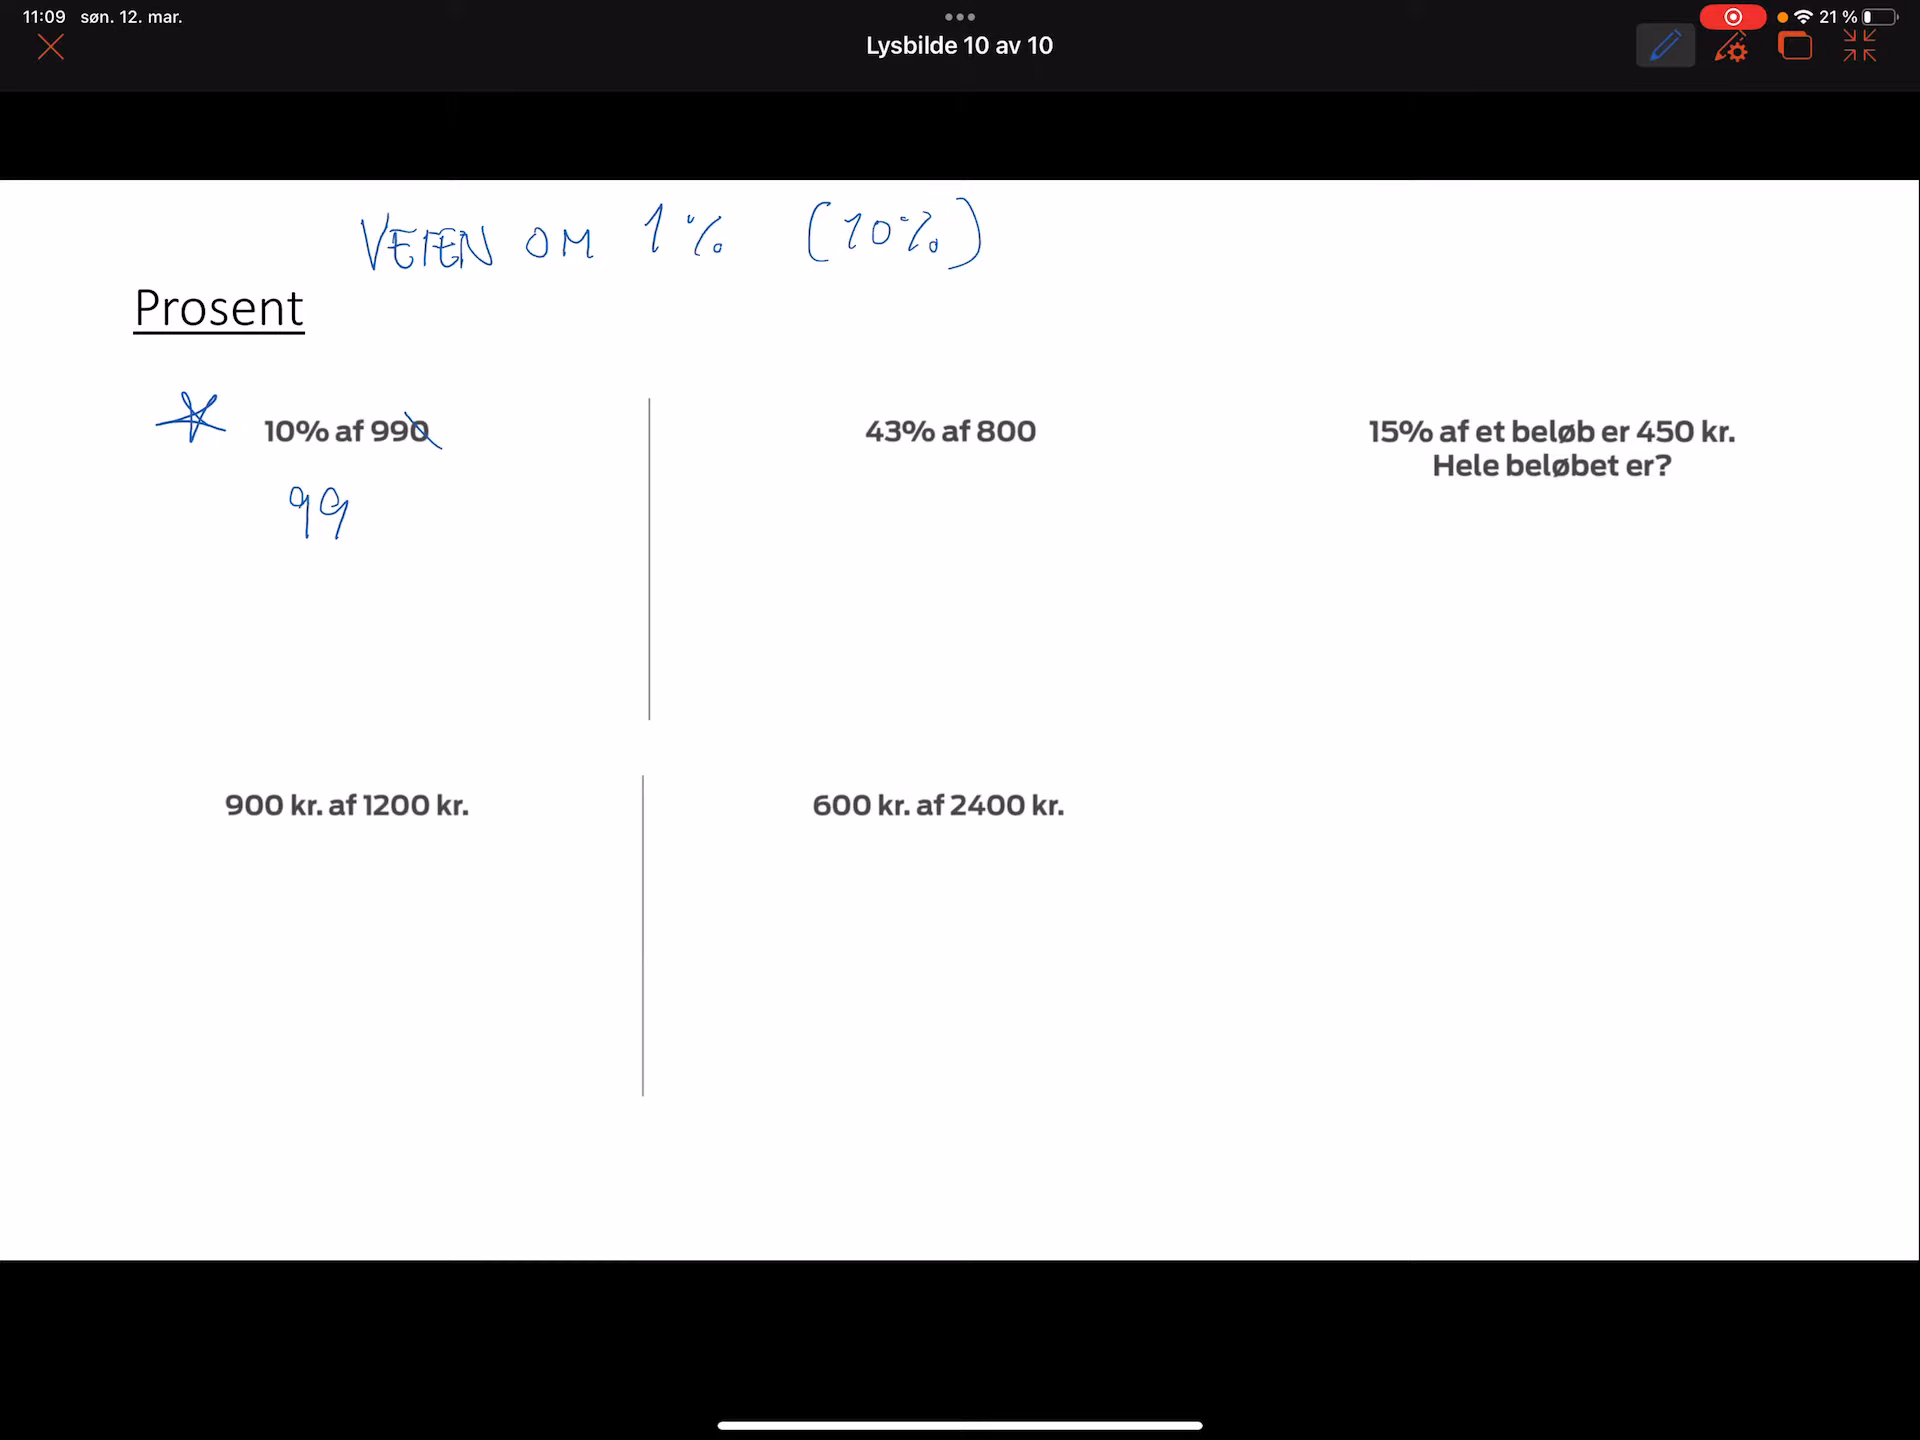 11:09 søn. 12. mar.
21 %
Lysbilde 10 av 10
VEIEN OM 1% (10%)
Prosent
10% af 990
99
43% af 800
15% af et beløb er 450 kr.
Hele beløbet er?
900 kr. af 1200 kr.
600 kr. af 2400 kr.